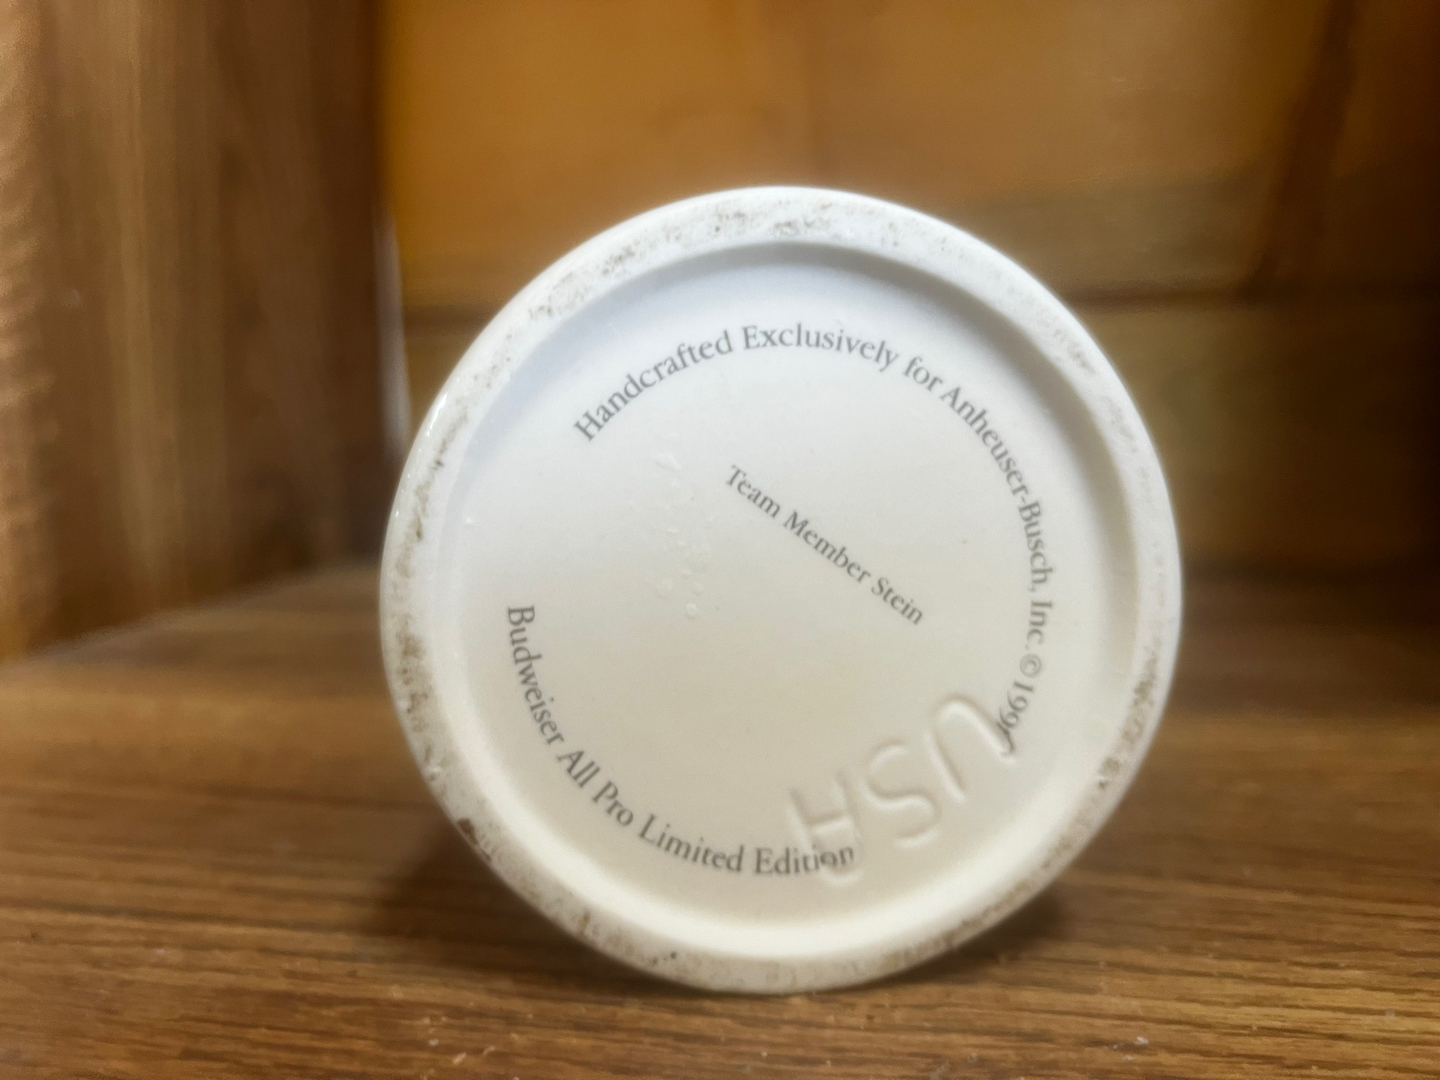 Handcrafted Exclusively for Anheuser-Busch, Inc. ©
Team Member Stein
Budweiser All Pro Limited Edition
USA